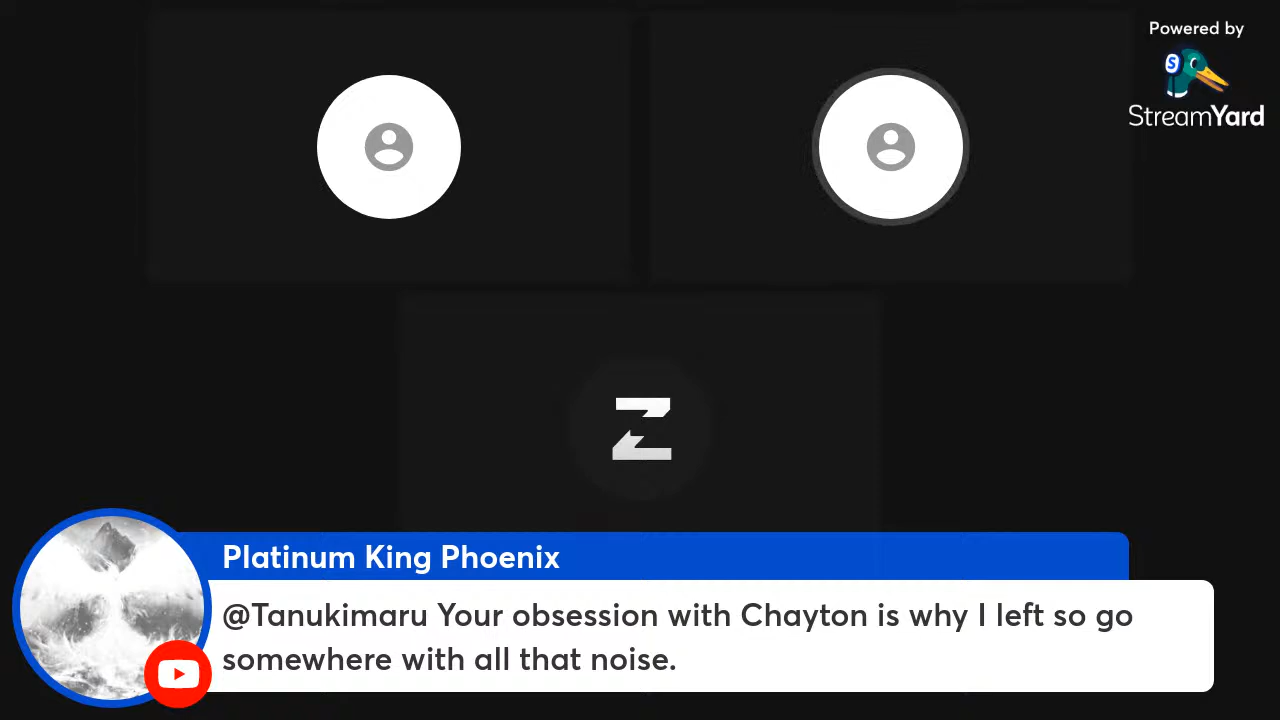 Powered by
StreamYard
Z
Platinum King Phoenix
@Tanukimaru Your obsession with Chayton is why I left so go
somewhere with all that noise.